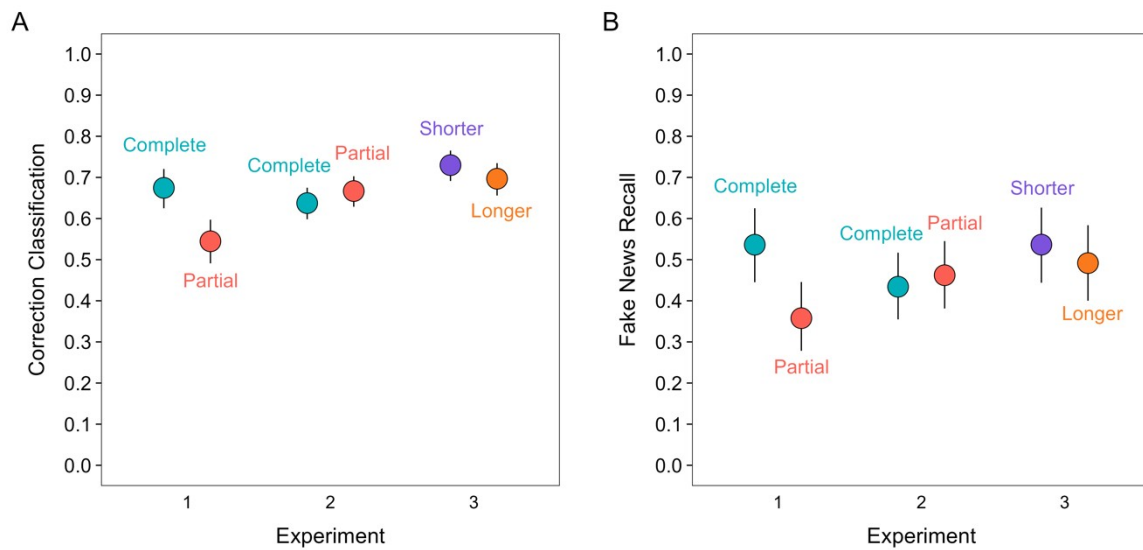 A
Correction Classification
1.0
0.9
0.8
0.7
0.6
0.5
0.4
0.3
0.2
0.1
0.0
Complete
Partial
Complete
Partial
Shorter
Longer
1
2
3
Experiment
B
Fake News Recall
1.0
0.9
0.8
0.7
0.6
0.5
0.4
0.3
0.2
0.1
0.0
Complete
Partial
Complete
Partial
Shorter
Longer
1
2
3
Experiment